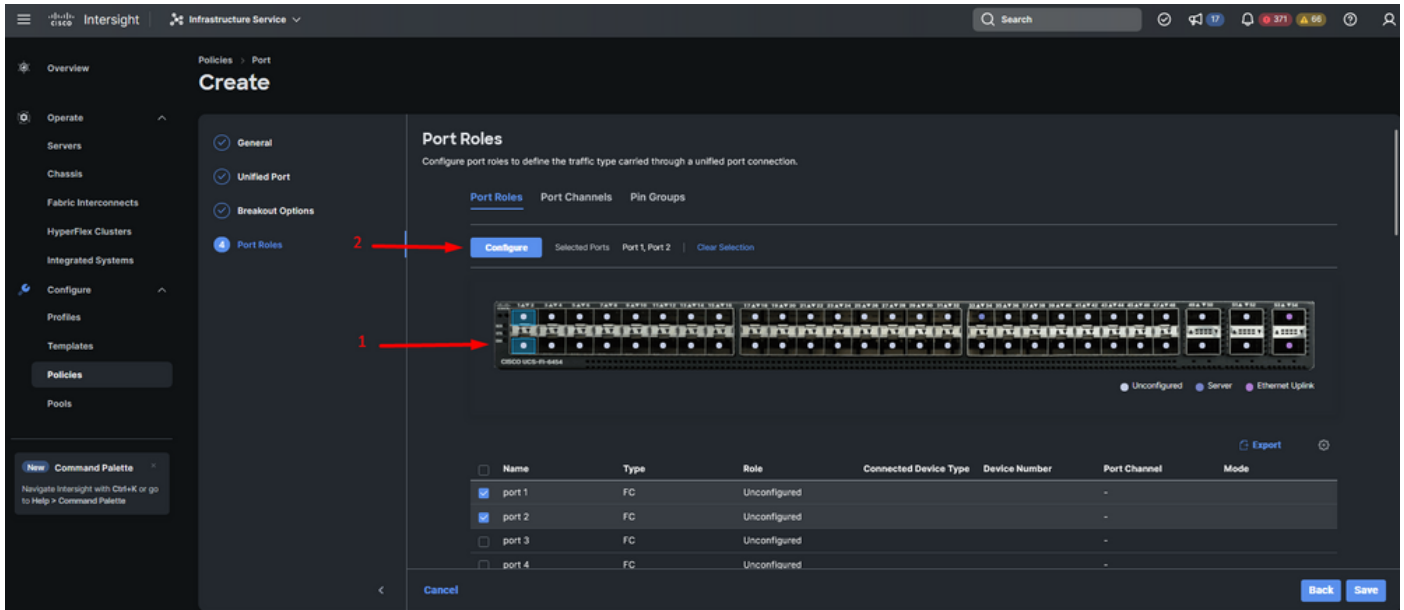 cisco Intersight Infrastructure Service Search 17 371 66
Overview
Operate
Servers
Chassis
Fabric Interconnects
HyperFlex Clusters
Integrated Systems
Configure
Profiles
Templates
Policies
Pools
New Command Palette
Navigate Intersight with Ctrl+K or go
to Help > Command Palette
Policies > Port
Create
General
Unified Port
Breakout Options
4 Port Roles
Port Roles
Configure port roles to define the traffic type carried through a unified port connection.
Port Roles Port Channels Pin Groups
2
Configure Selected Ports Port 1, Port 2 Clear Selection
1
CISCO UCS-FI-6454
Unconfigured Server Ethernet Uplink
Export
Name Type Role Connected Device Type Device Number Port Channel Mode
port 1 FC Unconfigured -
port 2 FC Unconfigured -
port 3 FC Unconfigured -
port 4 FC Unconfigured -
Cancel Back Save